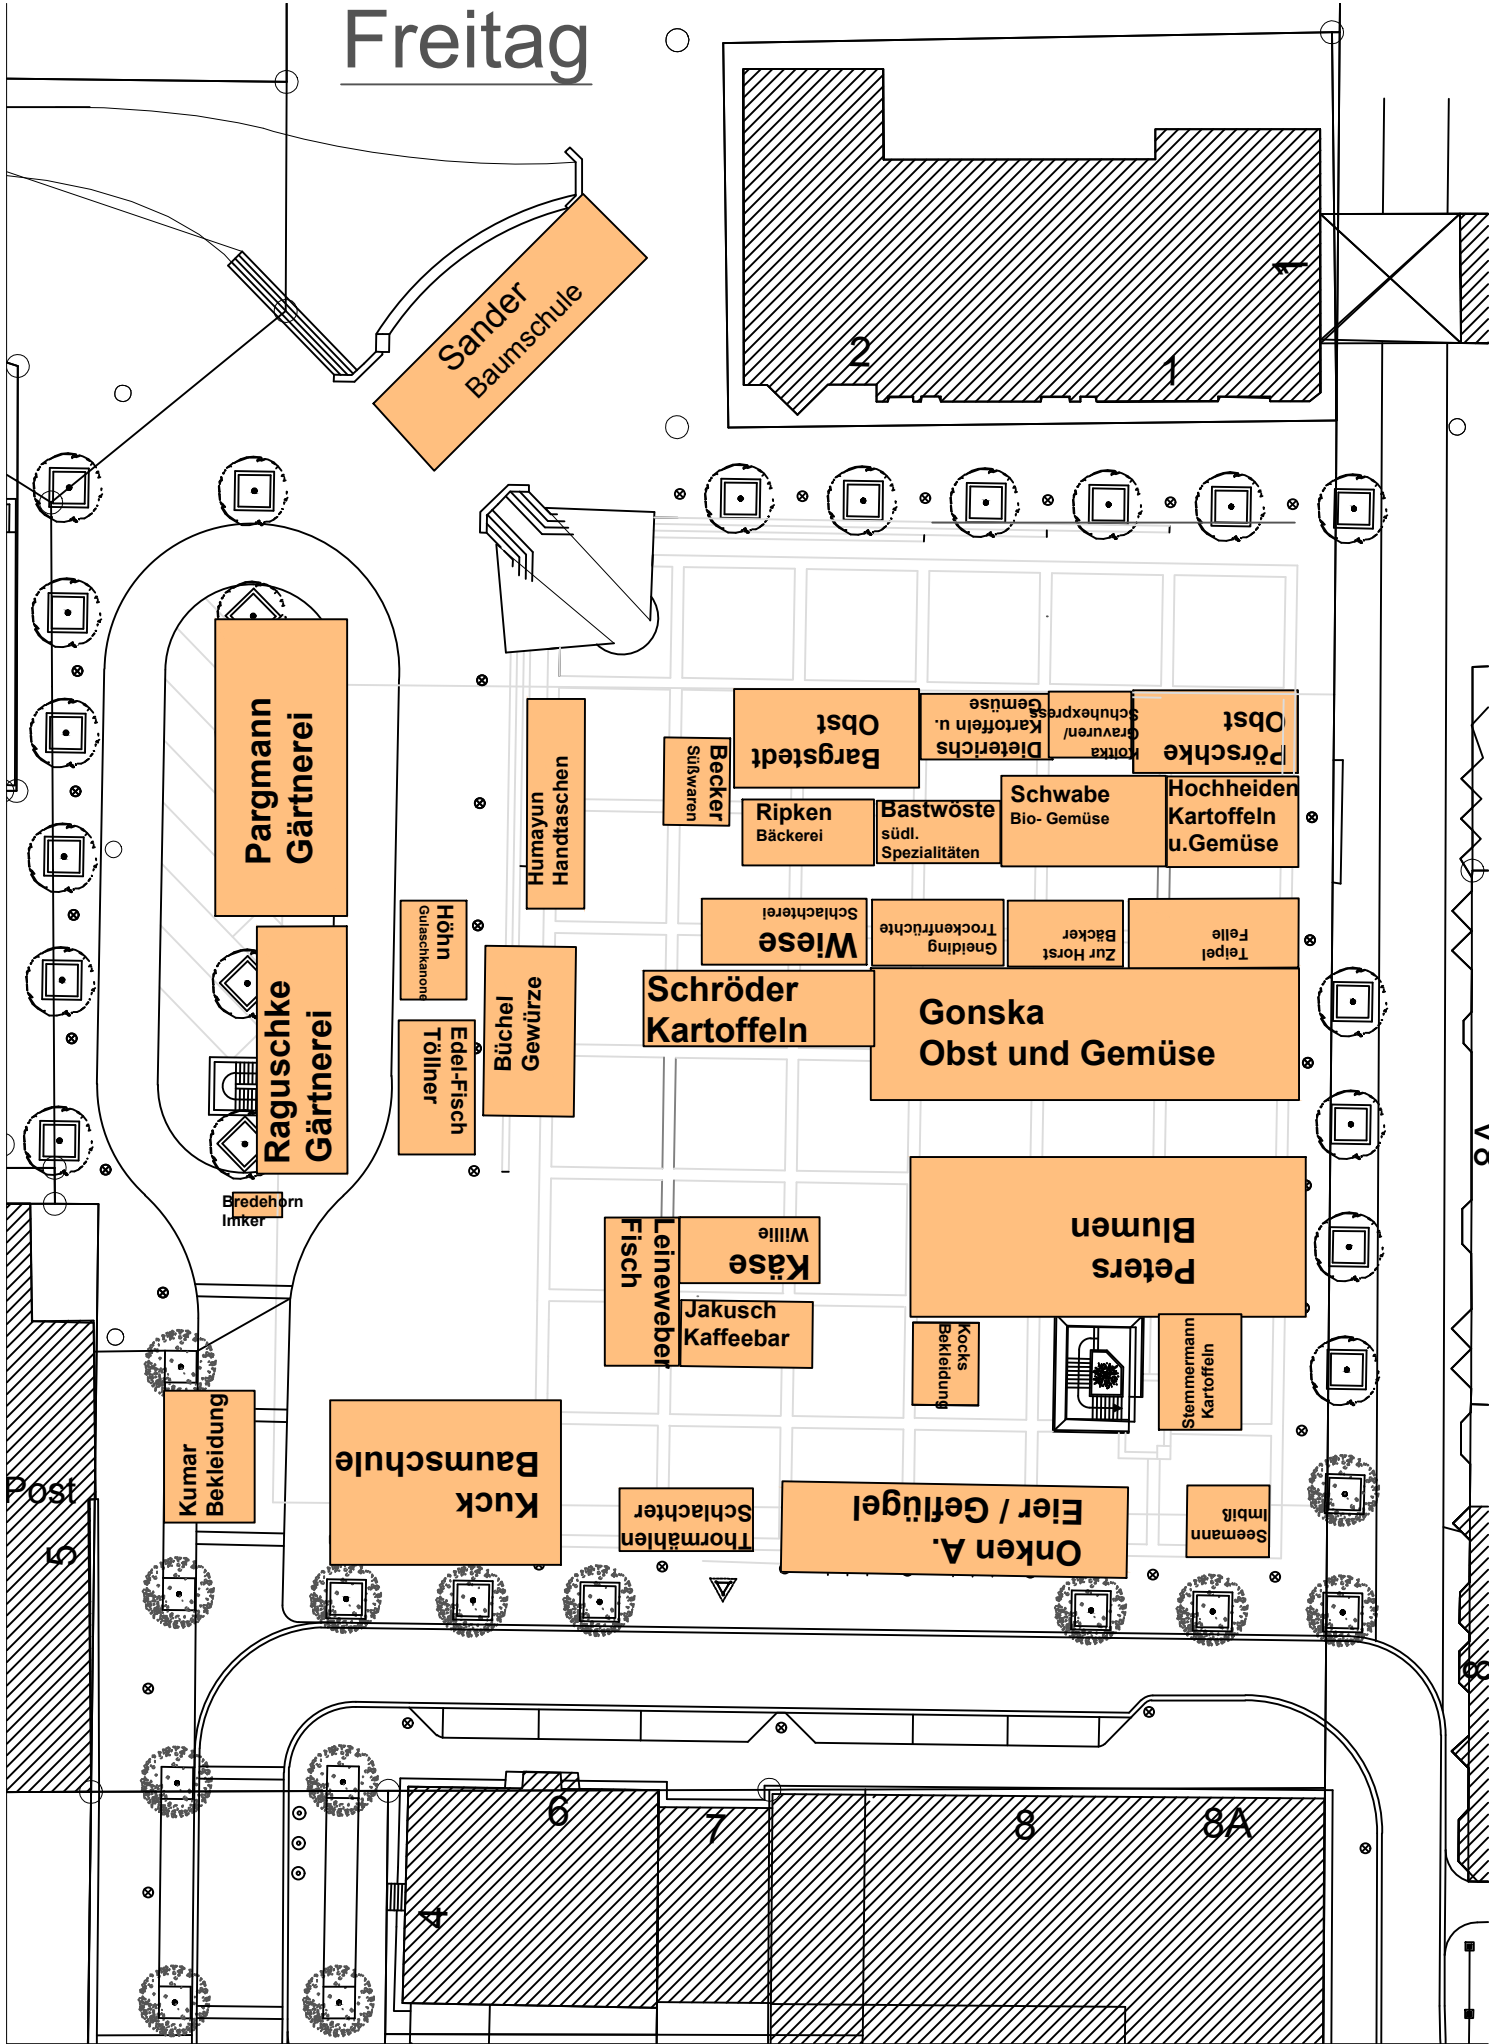 Freitag
Sander
Baumschule
2
1
1
Pargmann
Gärtnerei
Humayun
Handtaschen
Becker
Süßwaren
Bargstedt
Obst
Dieterichs
Kartoffeln u.
Gemüse
Koltka
Gravuren/
Schuhexpress
Pörschke
Obst
Ripken
Bäckerei
Bastwöste
südl.
Spezialitäten
Schwabe
Bio- Gemüse
Hochheiden
Kartoffeln
u.Gemüse
Höhn
Gulaschkanone
Wiese
Schlachterei
Gneiding
Trockenfrüchte
Zur Horst
Bäcker
Teipel
Felle
Raguschke
Gärtnerei
Edel-Fisch
Töllner
Büchel
Gewürze
Schröder
Kartoffeln
Gonska
Obst und Gemüse
Bredehorn
Imker
Leineweber
Fisch
Käse
Willie
Jakusch
Kaffeebar
Peters
Blumen
Kocks
Bekleidung
Stemmermann
Kartoffeln
Kumar
Bekleidung
Kuck
Baumschule
Thormählen
Schlachter
Onken A.
Eier / Geflügel
Seemann
Imbiß
Post
5
8
6
7
8
8A
4